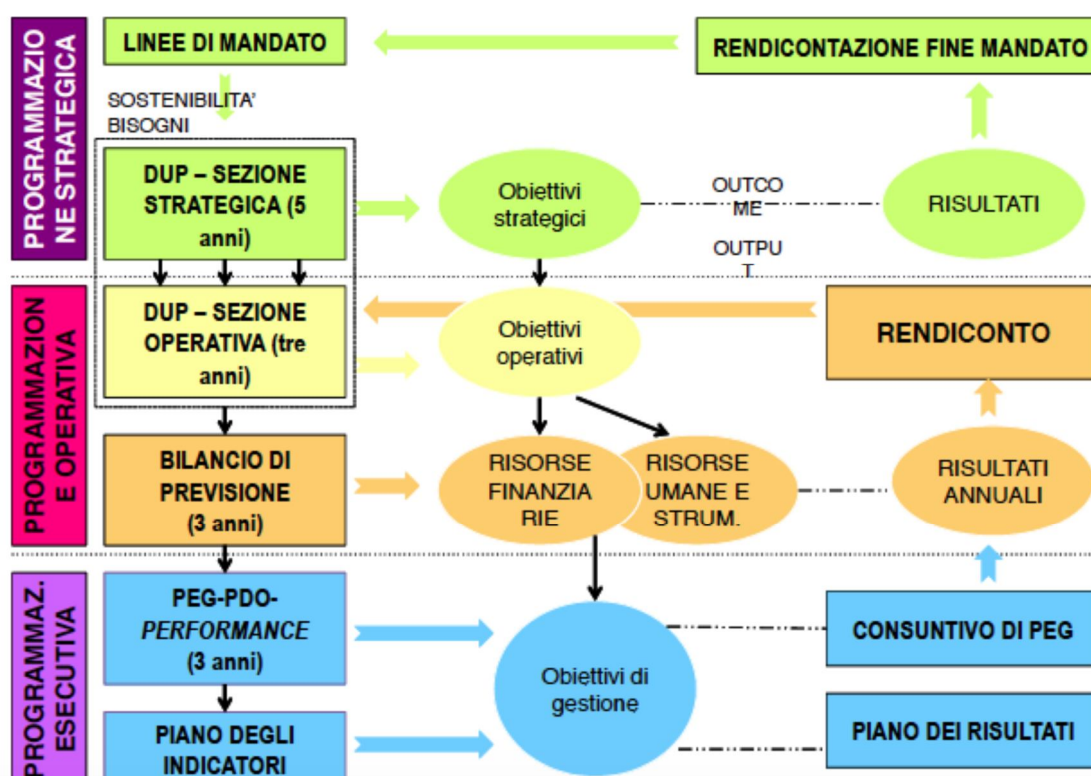 PROGRAMMAZIO
NE STRATEGICA
LINEE DI MANDATO
RENDICONTAZIONE FINE MANDATO
SOSTENIBILITA'
BISOGNI
DUP – SEZIONE
STRATEGICA (5
anni)
Obiettivi
strategici
OUTCO
ME
OUTPU
T
RISULTATI
PROGRAMMAZION
E OPERATIVA
DUP – SEZIONE
OPERATIVA (tre
anni)
Obiettivi
operativi
RENDICONTO
BILANCIO DI
PREVISIONE
(3 anni)
RISORSE
FINANZIA
RIE
RISORSE
UMANE E
STRUM.
RISULTATI
ANNUALI
PROGRAMMAZ.
ESECUTIVA
PEG-PDO-
PERFORMANCE
(3 anni)
Obiettivi di
gestione
CONSUNTIVO DI PEG
PIANO DEGLI
INDICATORI
PIANO DEI RISULTATI